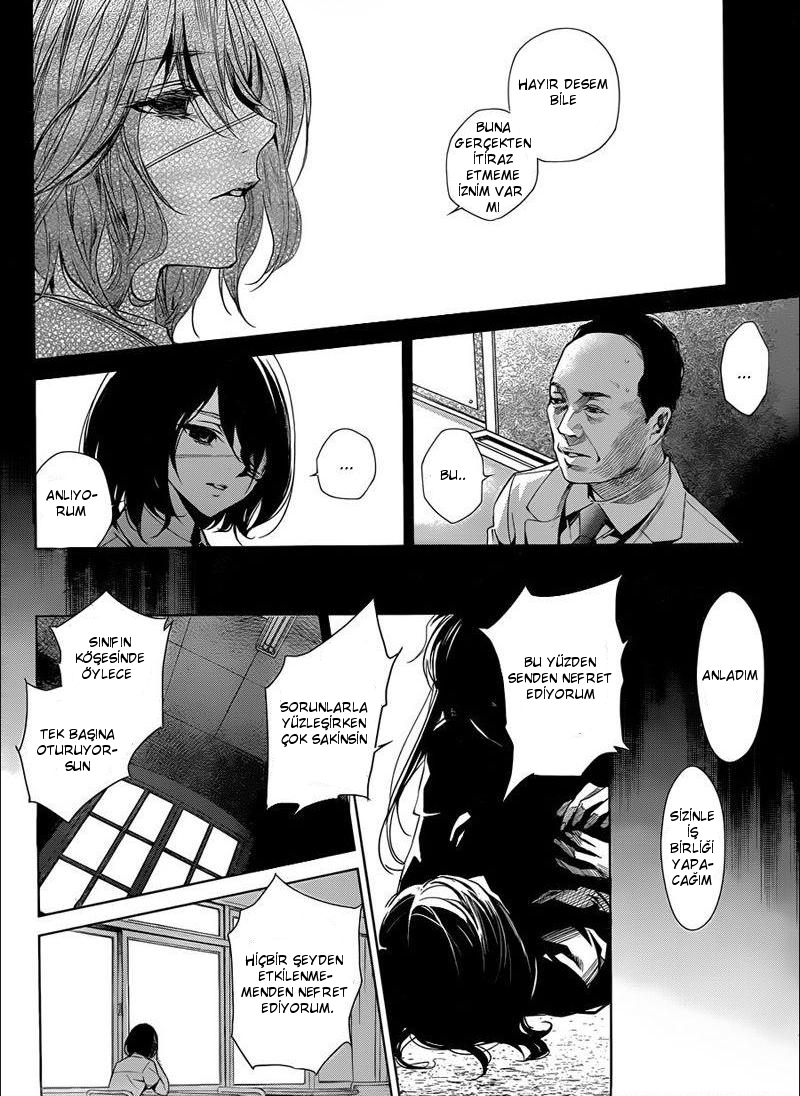 HAYIR DESEM
BİLE
BUNA
GERÇEKTEN
İTİRAZ
ETMEME
İZNİM VAR
MI
...
BU..
...
ANLIYO-
RUM
ANLADIM
SİZİNLE
İŞ
BİRLİĞİ
YAPA-
CAĞIM
BU YÜZDEN
SENDEN NEFRET
EDİYORUM
SORUNLARLA
YÜZLEŞİRKEN
ÇOK SAKİNSİN
SINIFIN
KÖŞESİNDE
ÖYLECE
TEK BAŞINA
OTURUYOR-
SUN
HİÇBİR ŞEYDEN
ETKİLENME-
MENDEN NEFRET
EDİYORUM.